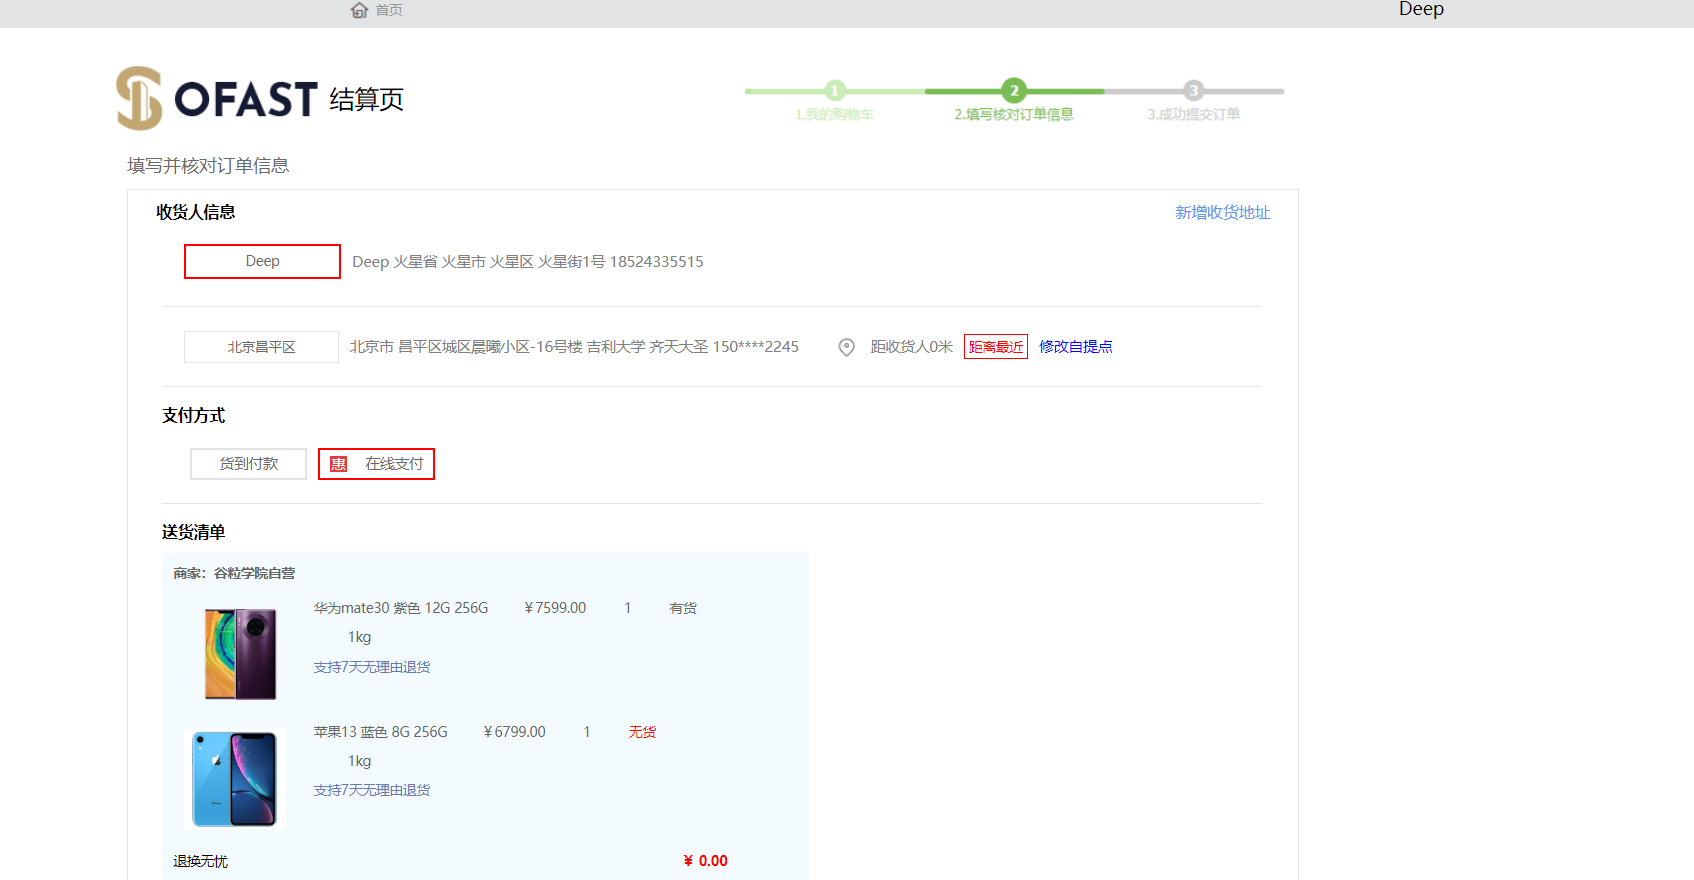 首页
Deep
OFAST 结算页
1 2 3
1.我的购物车 2.填写核对订单信息 3.成功提交订单
填写并核对订单信息
收货人信息 新增收货地址
Deep Deep 火星省 火星市 火星区 火星街1号 18524335515
北京昌平区 北京市 昌平区城区晨曦小区-16号楼 吉利大学 齐天大圣 150****2245 距收货人0米 距离最近 修改自提点
支付方式
货到付款 惠 在线支付
送货清单
商家：谷粒学院自营
华为mate30 紫色 12G 256G ￥7599.00 1 有货
1kg
支持7天无理由退货
苹果13 蓝色 8G 256G ￥6799.00 1 无货
1kg
支持7天无理由退货
退换无忧 ￥ 0.00